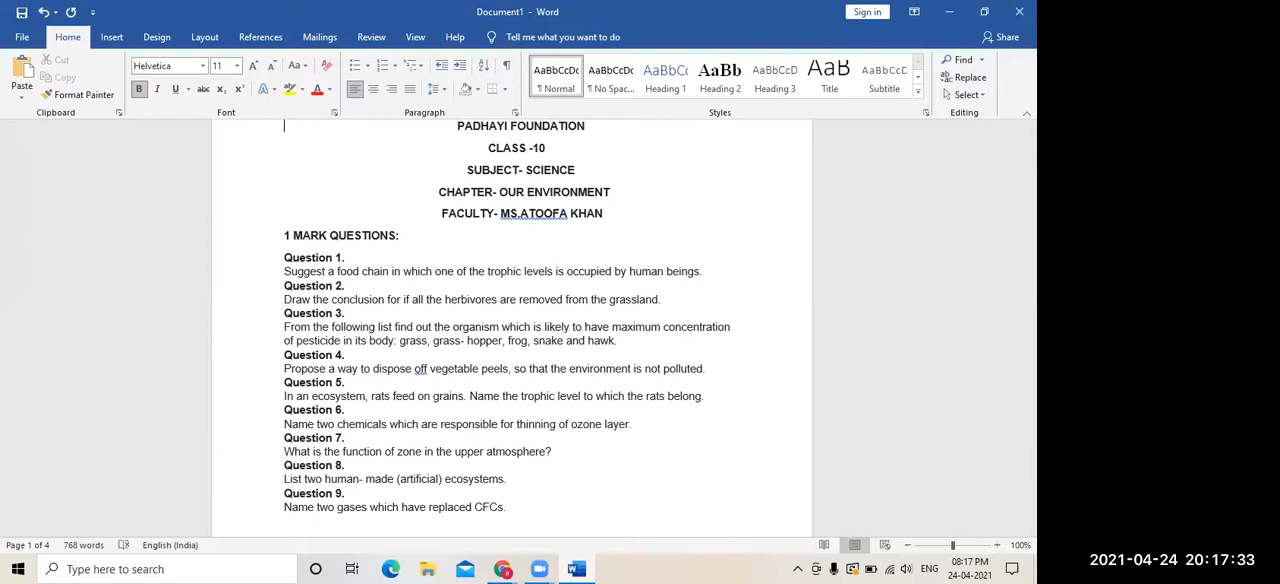 Document1 - Word
Sign in
File Home Insert Design Layout References Mailings Review View Help Tell me what you want to do Share
Paste
Cut
Copy
Format Painter
Clipboard
Helvetica 11
Font
Paragraph
AaBbCcDc ¶ Normal
AaBbCcDc ¶ No Spac...
AaBbCc Heading 1
AaBb Heading 2
AaBbCcD Heading 3
AaB Title
AaBbCcD Subtitle
Styles
Find
Replace
Select
Editing
PADHAYI FOUNDATION
CLASS -10
SUBJECT- SCIENCE
CHAPTER- OUR ENVIRONMENT
FACULTY- MS.ATOOFA KHAN
1 MARK QUESTIONS:
Question 1.
Suggest a food chain in which one of the trophic levels is occupied by human beings.
Question 2.
Draw the conclusion for if all the herbivores are removed from the grassland.
Question 3.
From the following list find out the organism which is likely to have maximum concentration
of pesticide in its body: grass, grass- hopper, frog, snake and hawk.
Question 4.
Propose a way to dispose off vegetable peels, so that the environment is not polluted.
Question 5.
In an ecosystem, rats feed on grains. Name the trophic level to which the rats belong.
Question 6.
Name two chemicals which are responsible for thinning of ozone layer.
Question 7.
What is the function of zone in the upper atmosphere?
Question 8.
List two human- made (artificial) ecosystems.
Question 9.
Name two gases which have replaced CFCs.
Page 1 of 4 768 words English (India) 100%
Type here to search
ENG
08:17 PM
24-04-2021
2021-04-24 20:17:33